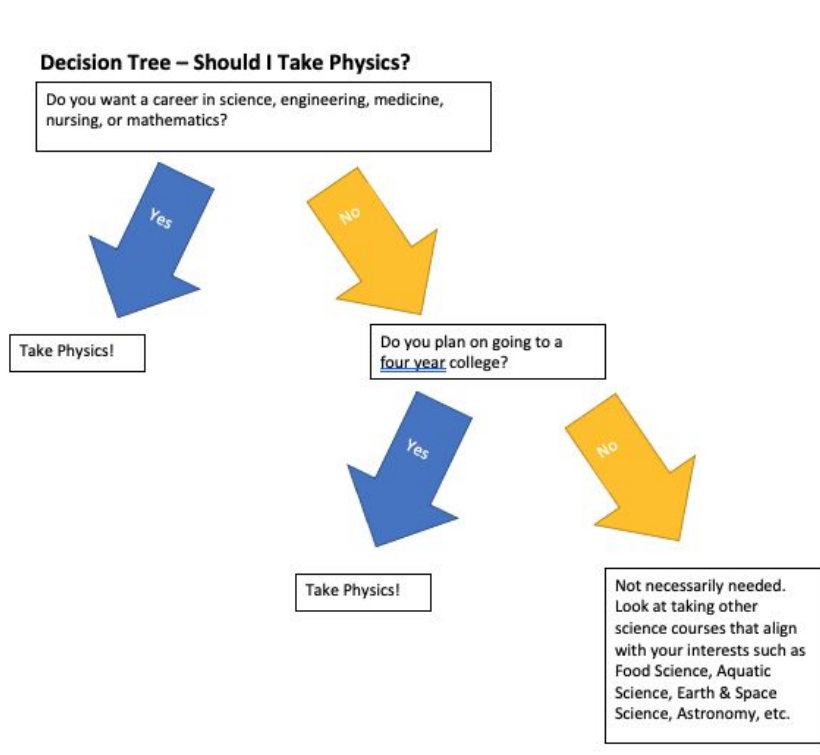 Decision Tree – Should I Take Physics?
Do you want a career in science, engineering, medicine,
nursing, or mathematics?
Yes
No
Take Physics!
Do you plan on going to a
four year college?
Yes
No
Take Physics!
Not necessarily needed.
Look at taking other
science courses that align
with your interests such as
Food Science, Aquatic
Science, Earth & Space
Science, Astronomy, etc.